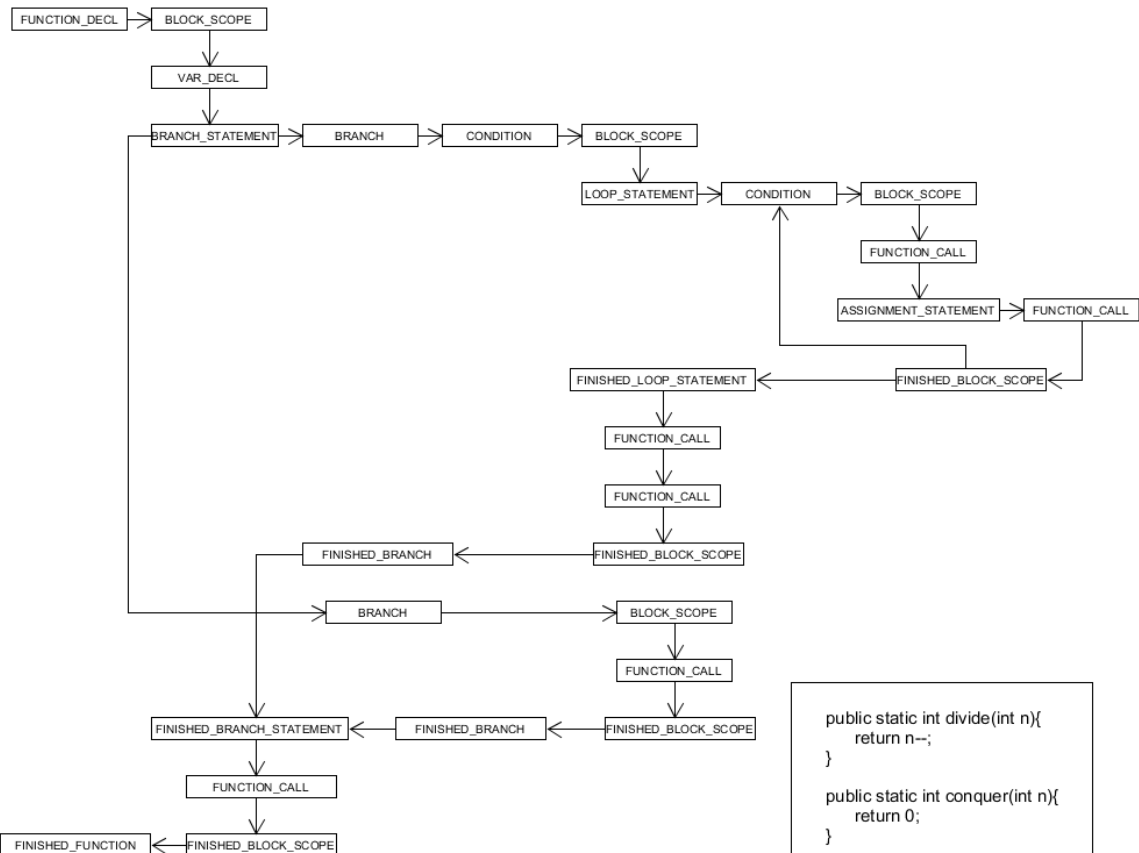 FUNCTION_DECL
BLOCK_SCOPE
VAR_DECL
BRANCH_STATEMENT
BRANCH
CONDITION
BLOCK_SCOPE
LOOP_STATEMENT
CONDITION
BLOCK_SCOPE
FUNCTION_CALL
ASSIGNMENT_STATEMENT
FUNCTION_CALL
FINISHED_LOOP_STATEMENT
FINISHED_BLOCK_SCOPE
FUNCTION_CALL
FUNCTION_CALL
FINISHED_BRANCH
FINISHED_BLOCK_SCOPE
BRANCH
BLOCK_SCOPE
FUNCTION_CALL
FINISHED_BRANCH_STATEMENT
FINISHED_BRANCH
FINISHED_BLOCK_SCOPE
FUNCTION_CALL
FINISHED_FUNCTION
FINISHED_BLOCK_SCOPE
public static int divide(int n){
return n--;
}
public static int conquer(int n){
return 0;
}